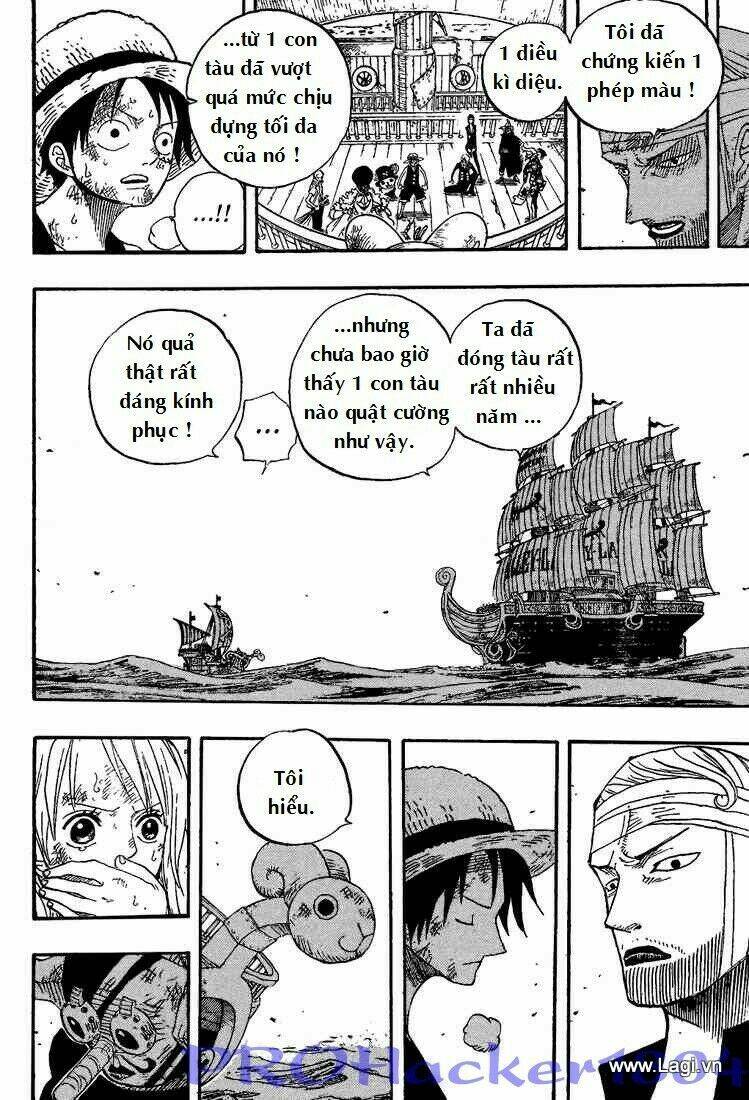 Tôi đã
chứng kiến 1
phép màu !
1 điều
kì diệu.
...từ 1 con
tàu đã vượt
quá mức chịu
đựng tối đa
của nó !
...!!
Ta đã
đóng tàu rất
rất nhiều
năm ...
...nhưng
chưa bao giờ
thấy 1 con tàu
nào quật cường
như vậy.
...
Nó quả
thật rất
đáng kính
phục !
Tôi
hiểu.
PROHacker1804
www.Lagi.vn